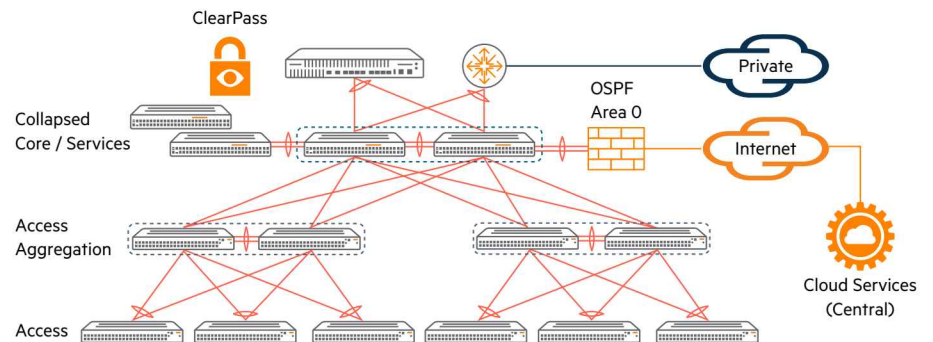 ClearPass
Private
OSPF
Area 0
Collapsed
Core / Services
Internet
Access
Aggregation
Cloud Services
(Central)
Access